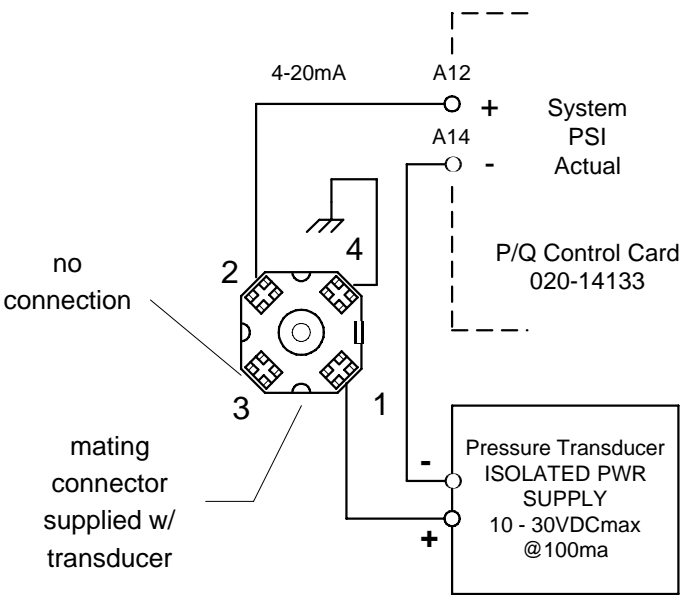 4-20mA
A12
+
System
PSI
Actual
A14
-
P/Q Control Card
020-14133
no
connection
2
4
3
1
mating
connector
supplied w/
transducer
Pressure Transducer
ISOLATED PWR
SUPPLY
10 - 30VDCmax
@100ma
-
+